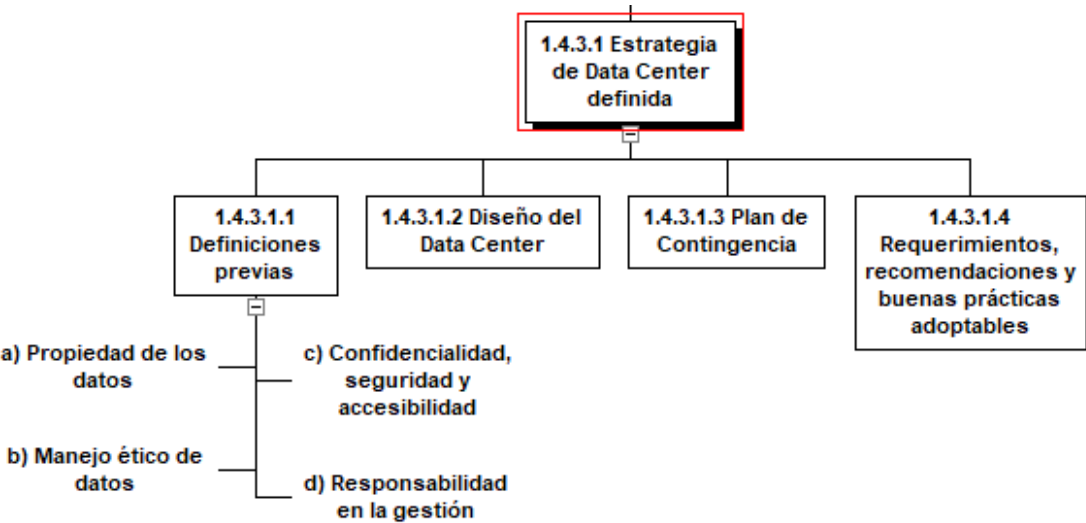 1.4.3.1 Estrategia
de Data Center
definida
1.4.3.1.1
Definiciones
previas
1.4.3.1.2 Diseño del
Data Center
1.4.3.1.3 Plan de
Contingencia
1.4.3.1.4
Requerimientos,
recomendaciones y
buenas prácticas
adoptables
a) Propiedad de los
datos
c) Confidencialidad,
seguridad y
accesibilidad
b) Manejo ético de
datos
d) Responsabilidad
en la gestión